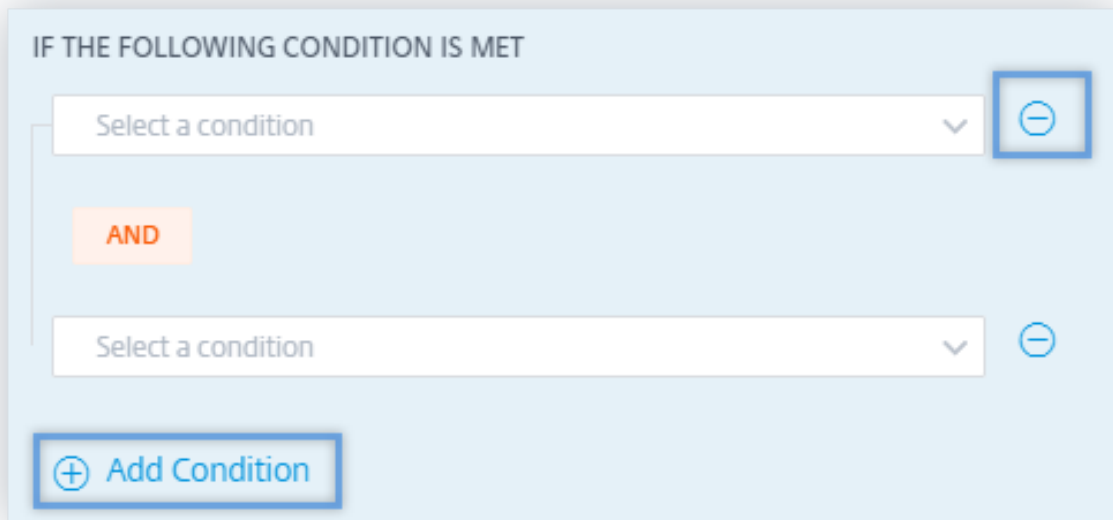 IF THE FOLLOWING CONDITION IS MET
Select a condition
AND
Select a condition
Add Condition